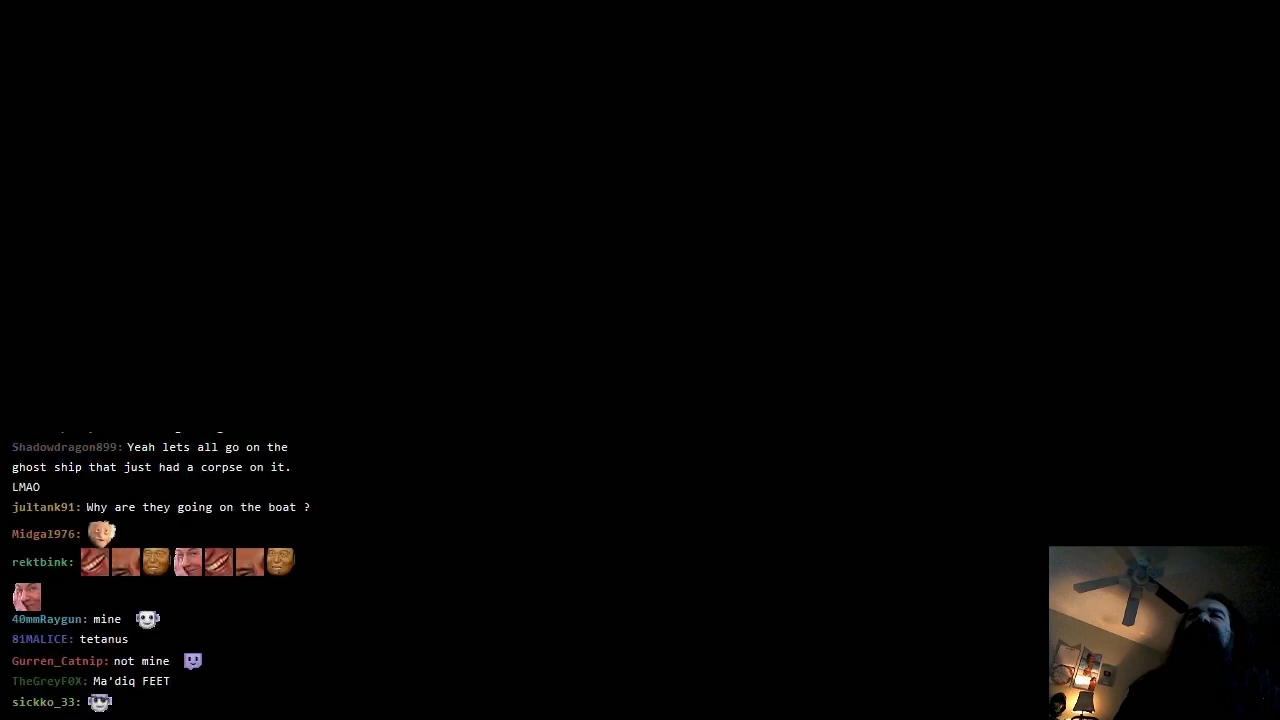 Shadowdragon899: Yeah lets all go on the
ghost ship that just had a corpse on it.
LMAO
jultank91: Why are they going on the boat ?
Midgal976:
rektbink:
40mmRaygun: mine
81MALICE: tetanus
Gurren_Catnip: not mine
TheGreyF0X: Ma'diq FEET
sickko_33: